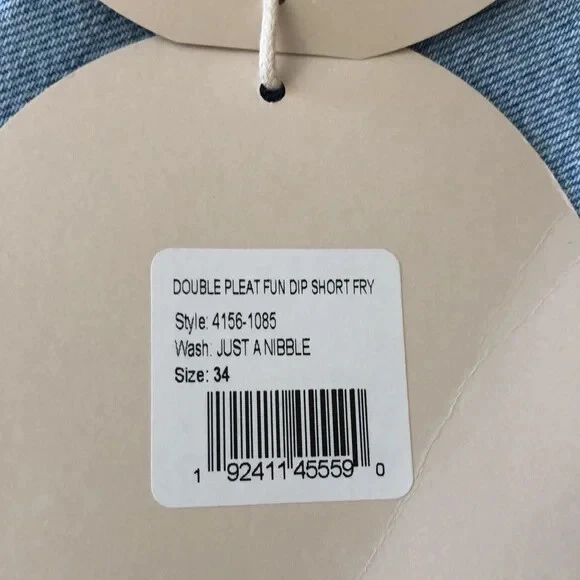 DOUBLE PLEAT FUN DIP SHORT FRY
Style: 4156-1085
Wash: JUST A NIBBLE
Size: 34
1 92411 45559 0